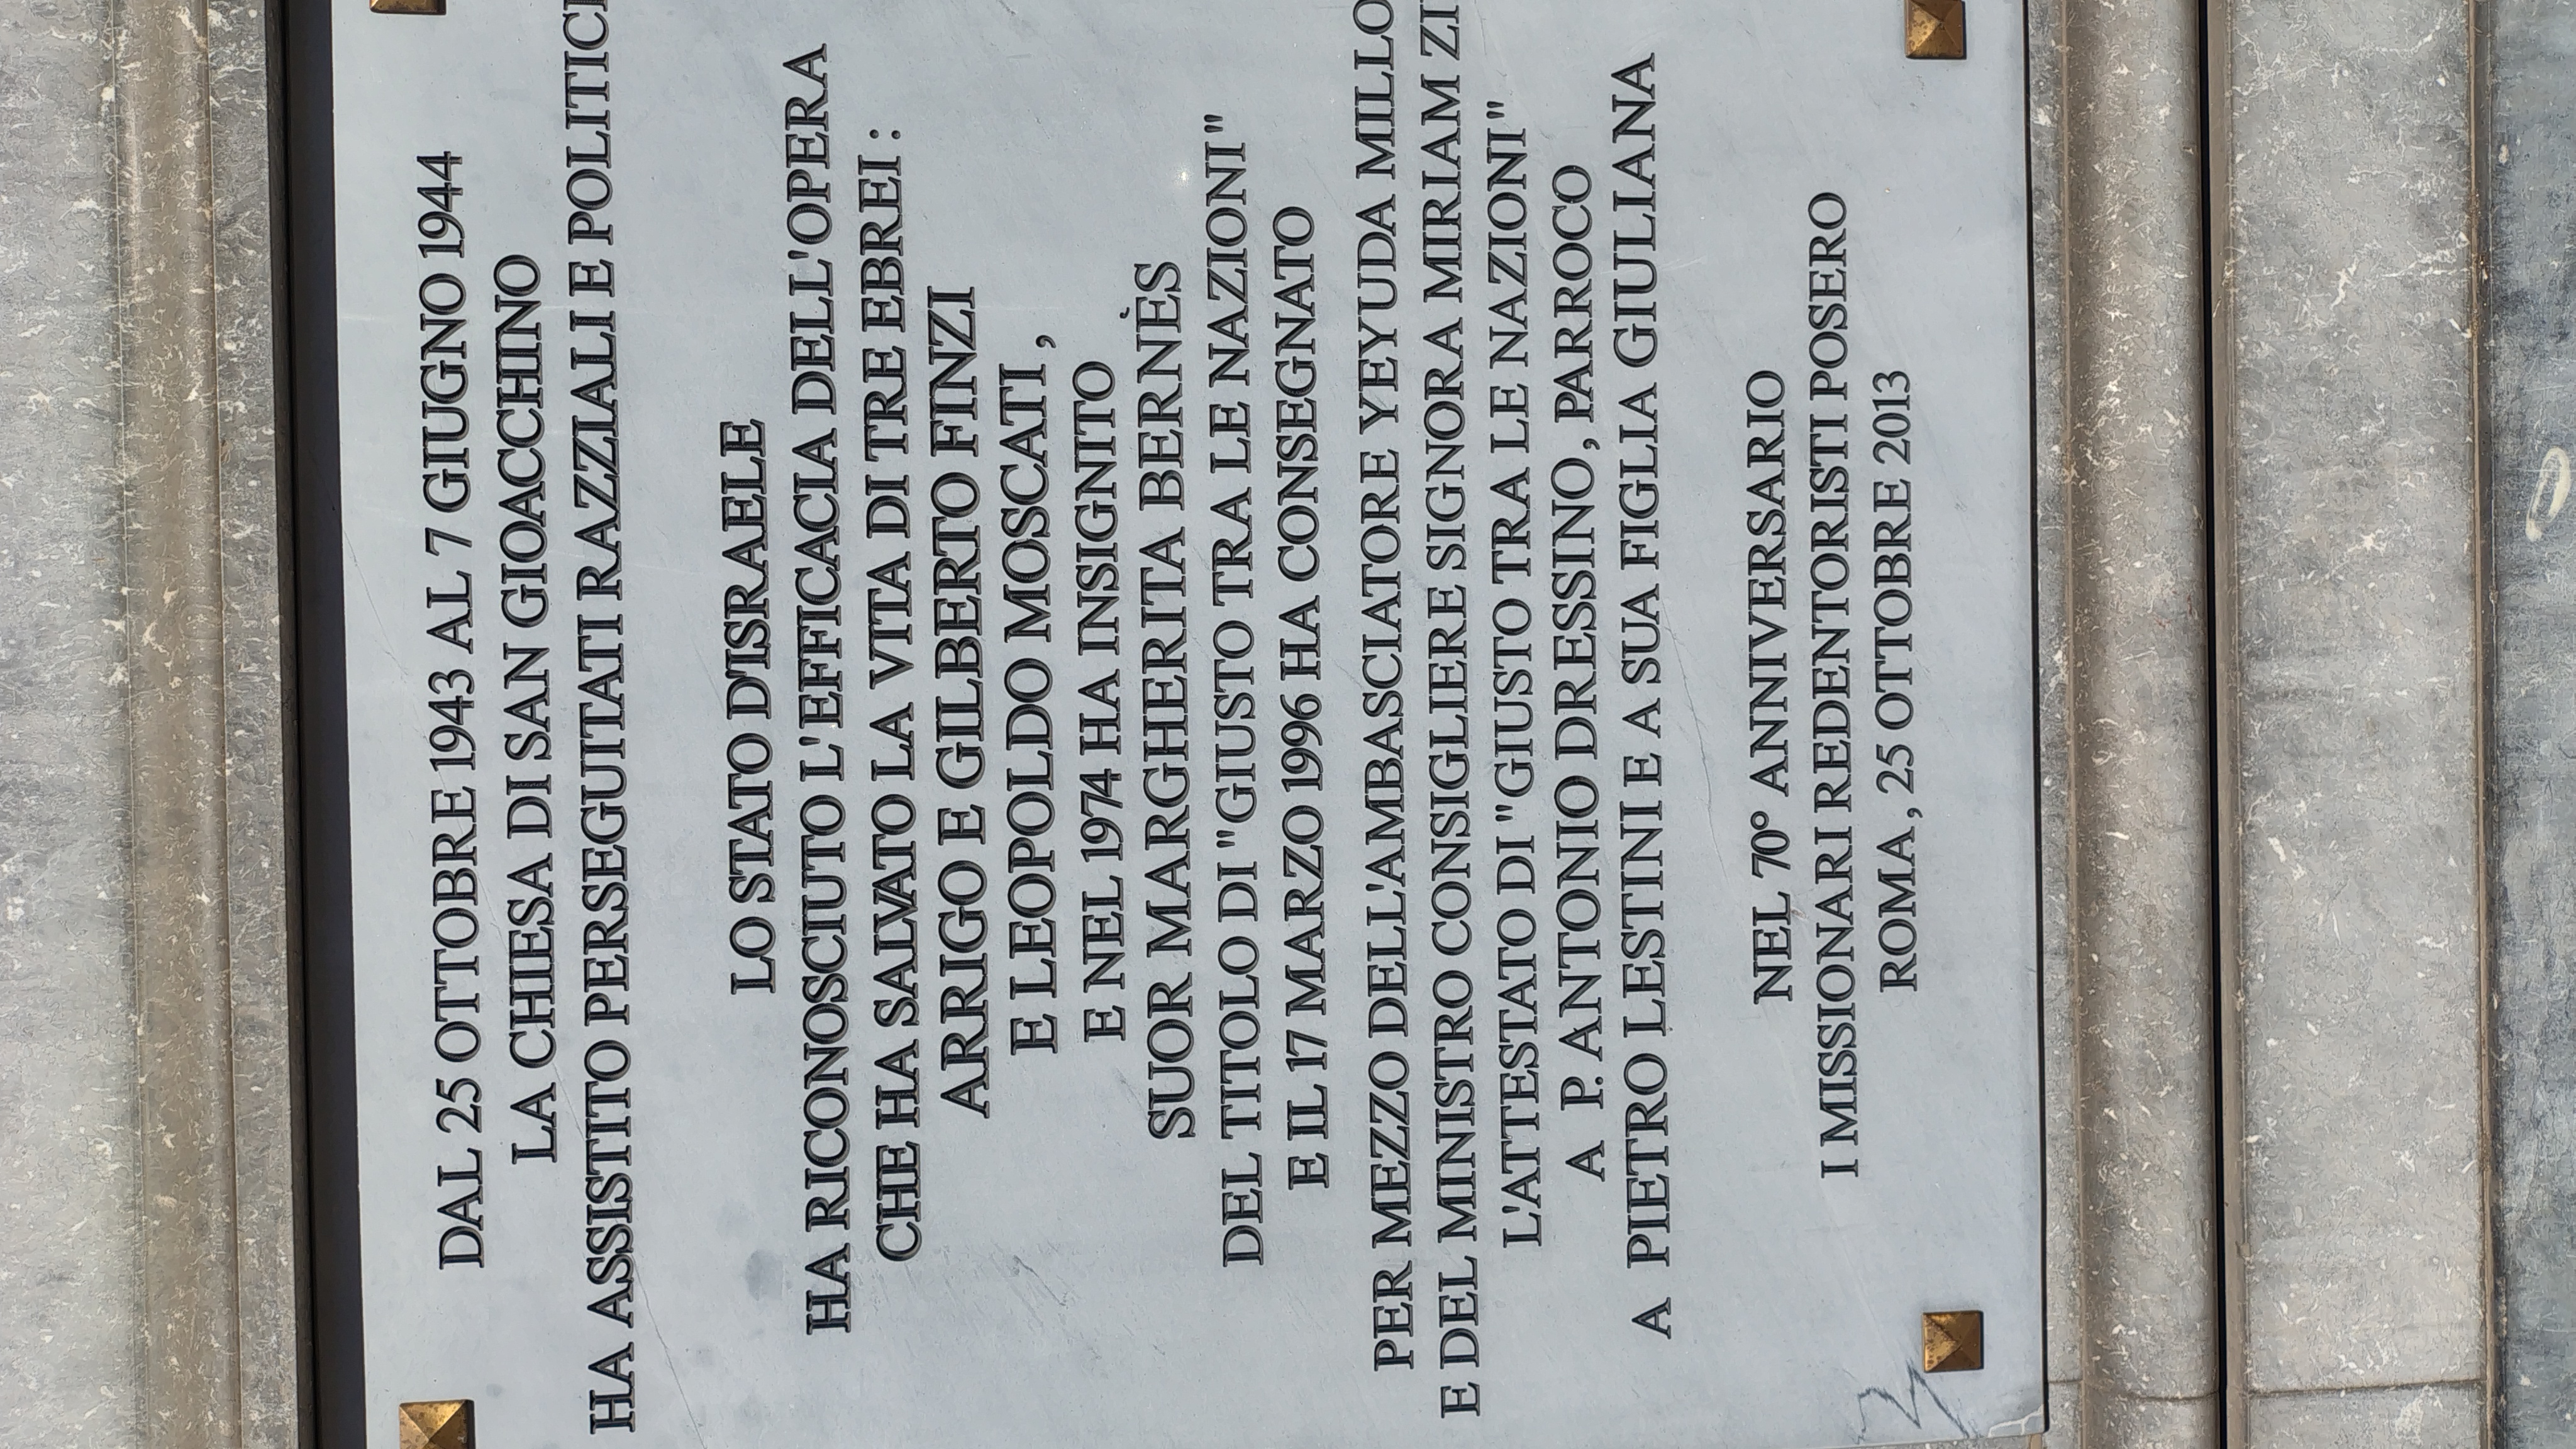 DAL 25 OTTOBRE 1943 AL 7 GIUGNO 1944
LA CHIESA DI SAN GIOACCHINO
HA ASSISTITO PERSEGUITATI RAZZIALI E POLITICI
LO STATO D'ISRAELE
HA RICONOSCIUTO L'EFFICACIA DELL'OPERA
CHE HA SALVATO LA VITA DI TRE EBREI :
ARRIGO E GILBERTO FINZI
E LEOPOLDO MOSCATI ,
E NEL 1974 HA INSIGNITO
SUOR MARGHERITA BERNÈS
DEL TITOLO DI "GIUSTO TRA LE NAZIONI"
E IL 17 MARZO 1996 HA CONSEGNATO
PER MEZZO DELL'AMBASCIATORE YEYUDA MILLO
E DEL MINISTRO CONSIGLIERE SIGNORA MIRIAM
L'ATTESTATO DI "GIUSTO TRA LE NAZIONI"
A P. ANTONIO DRESSINO, PARROCO
A PIETRO LESTINI E A SUA FIGLIA GIULIANA
NEL 70° ANNIVERSARIO
I MISSIONARI REDENTORISTI POSERO
ROMA , 25 OTTOBRE 2013